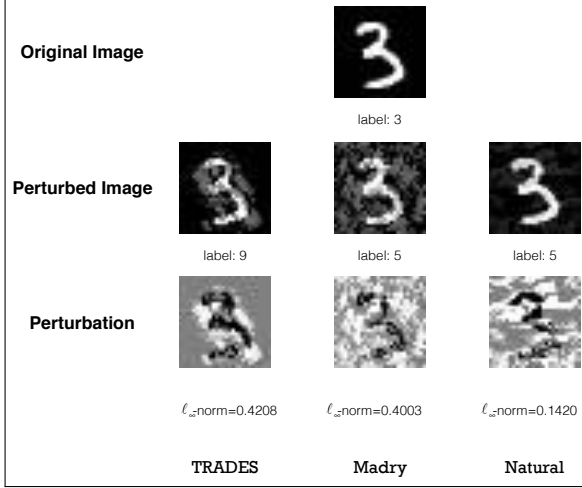 Original Image
label: 3
Perturbed Image
label: 9 label: 5 label: 5
Perturbation
ℓ∞-norm=0.4208 ℓ∞-norm=0.4003 ℓ∞-norm=0.1420
TRADES Madry Natural